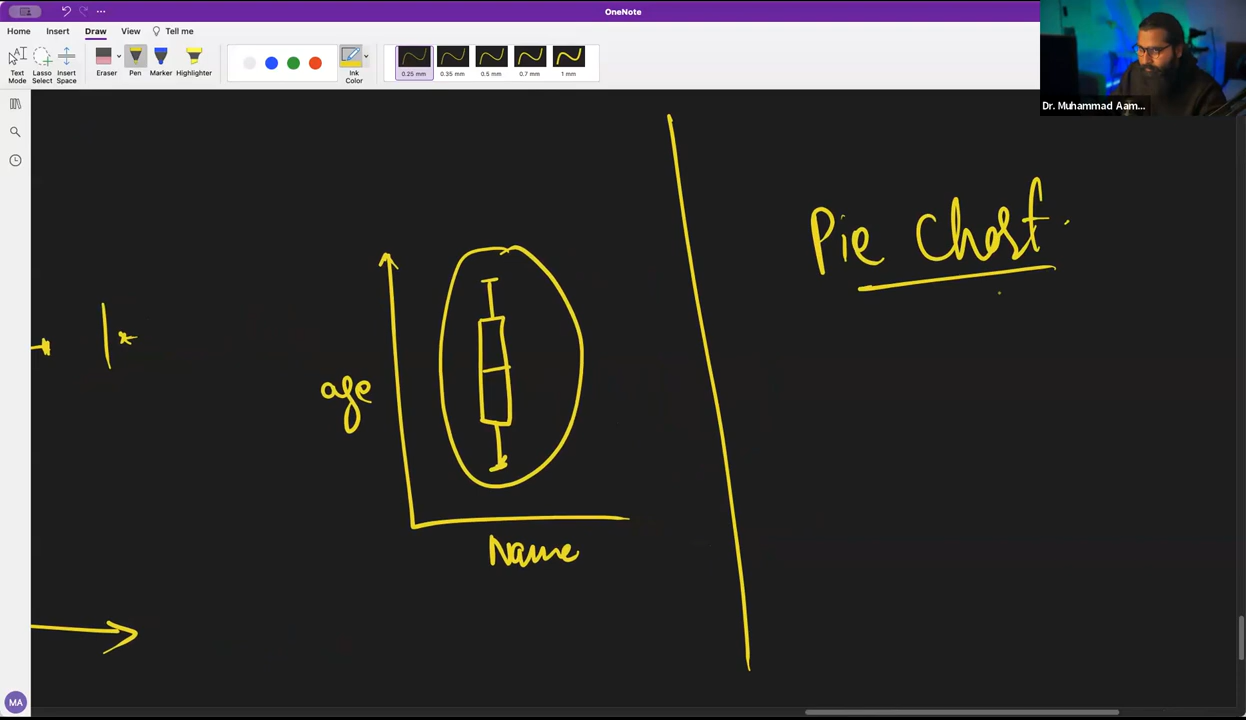 OneNote
Home Insert Draw View Tell me
Text Mode
Lasso Select
Insert Space
Eraser
Pen
Marker
Highlighter
Ink Color
0.25 mm
0.35 mm
0.5 mm
0.7 mm
1 mm
Dr. Muhammad Aam...
Pie Chart
age
Name
MA